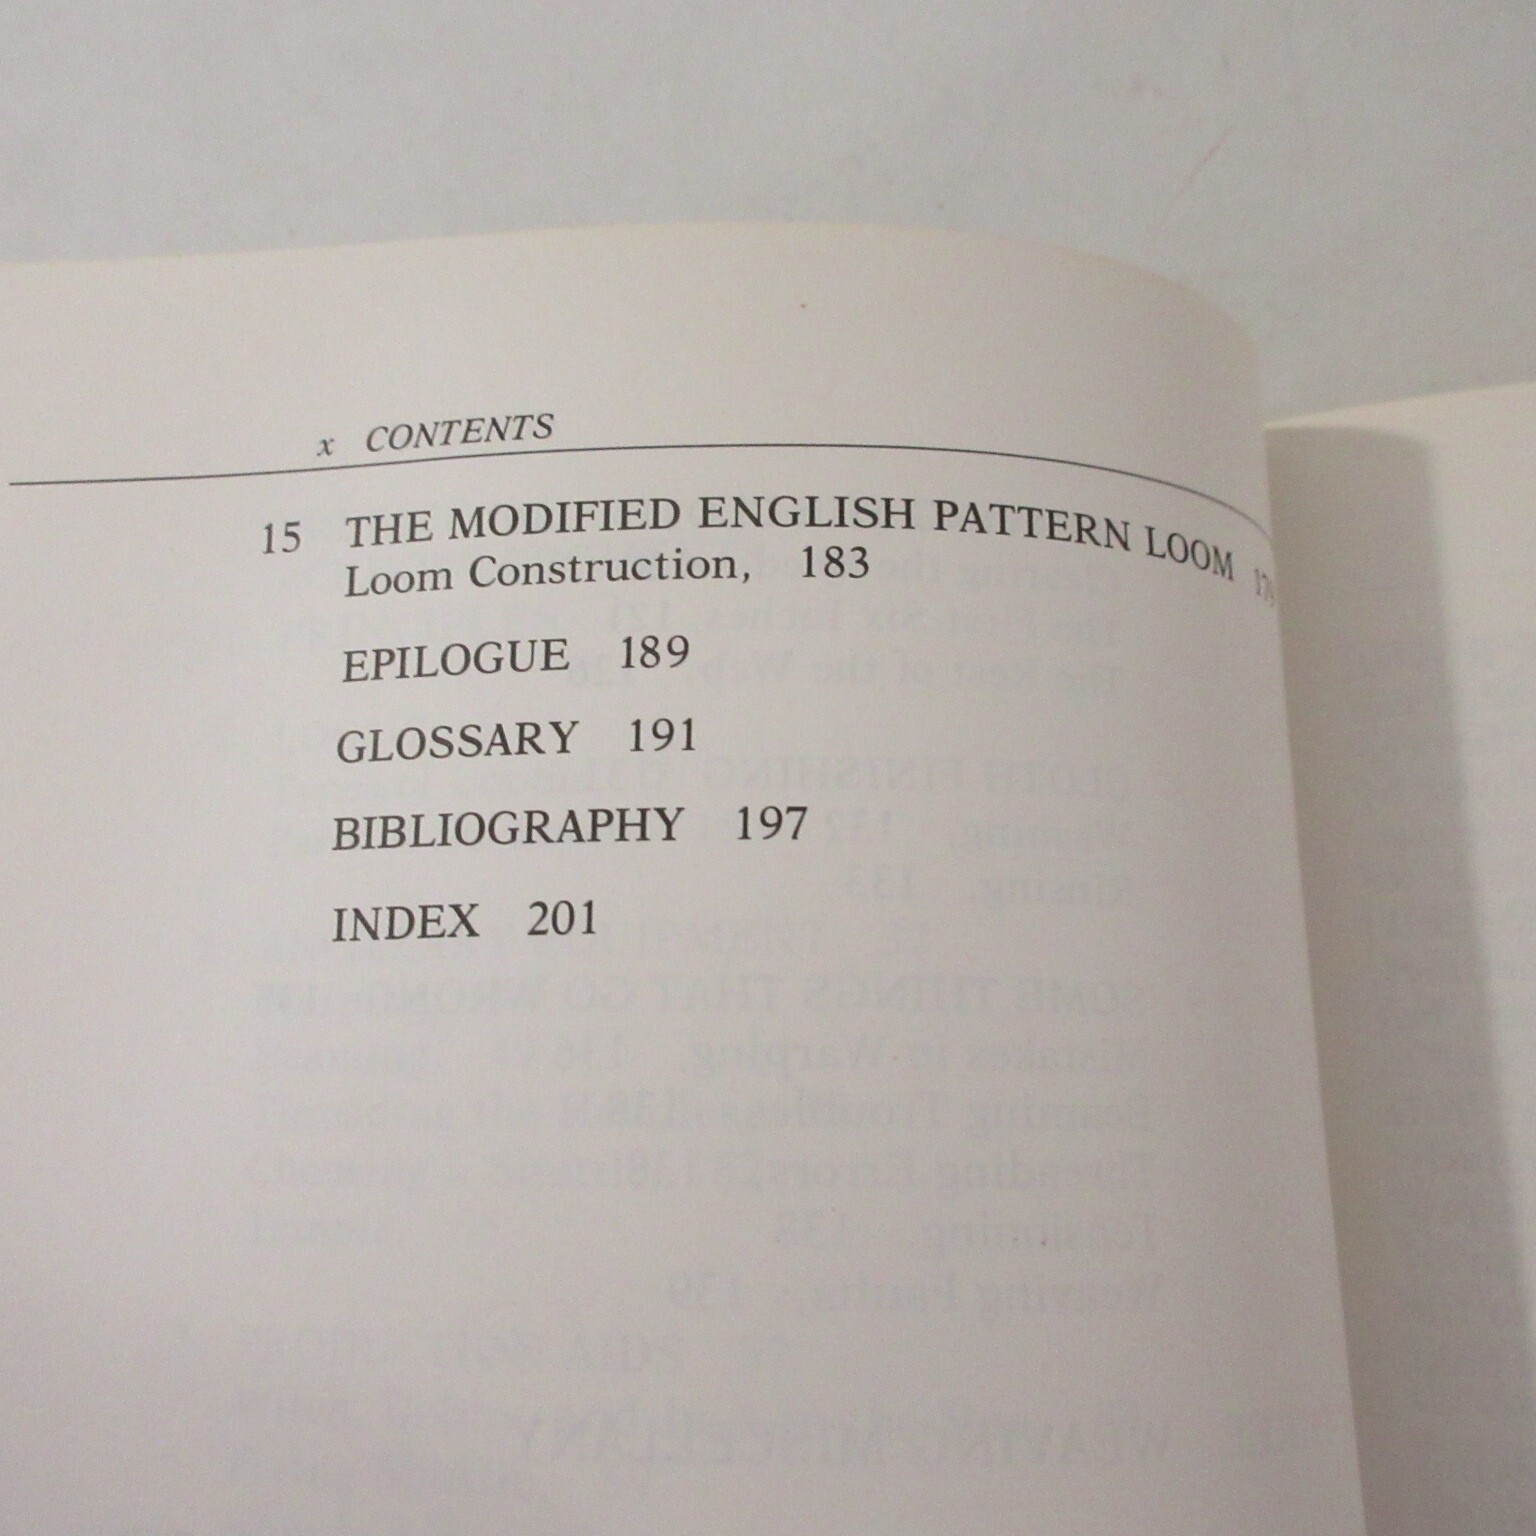 x CONTENTS
15 THE MODIFIED ENGLISH PATTERN LOOM
Loom Construction, 183
EPILOGUE 189
GLOSSARY 191
BIBLIOGRAPHY 197
INDEX 201